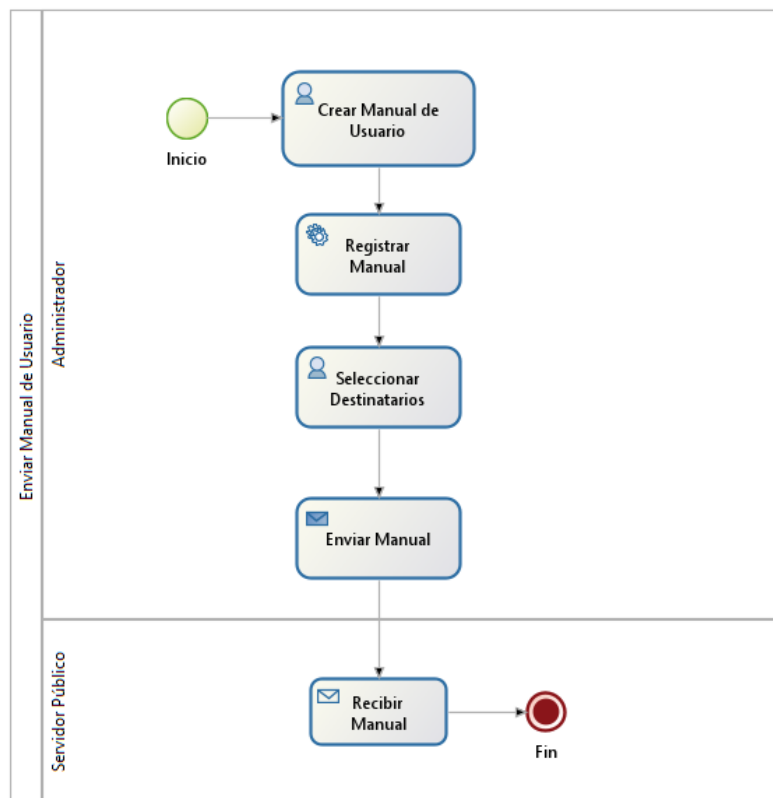 Enviar Manual de Usuario
Administrador
Inicio
Crear Manual de
Usuario
Registrar
Manual
Seleccionar
Destinatarios
Enviar Manual
Servidor Público
Recibir
Manual
Fin